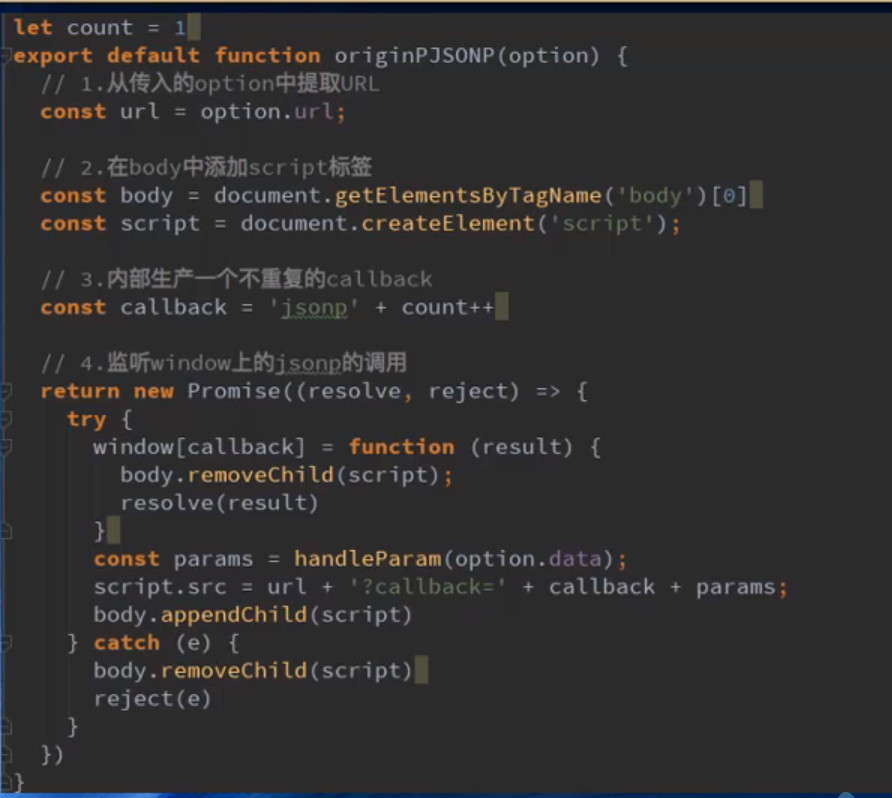 let count = 1
export default function originPJSONP(option) {
// 1.从传入的option中提取URL
const url = option.url;
// 2.在body中添加script标签
const body = document.getElementsByTagName('body')[0]
const script = document.createElement('script');
// 3.内部生产一个不重复的callback
const callback = 'jsonp' + count++
// 4.监听window上的jsonp的调用
return new Promise((resolve, reject) => {
try {
window[callback] = function (result) {
body.removeChild(script);
resolve(result)
}
const params = handleParam(option.data);
script.src = url + '?callback=' + callback + params;
body.appendChild(script)
} catch (e) {
body.removeChild(script)
reject(e)
}
})
}